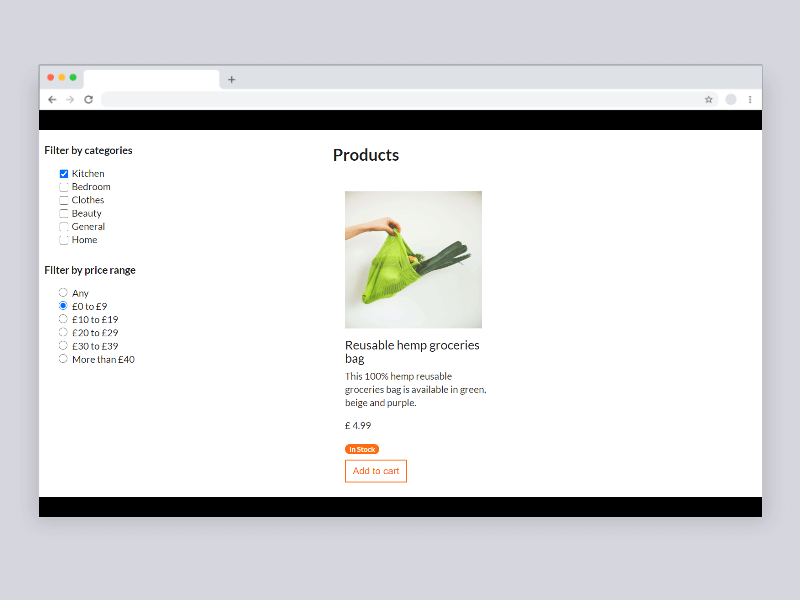 Filter by categories
Kitchen
Bedroom
Clothes
Beauty
General
Home
Filter by price range
Any
£0 to £9
£10 to £19
£20 to £29
£30 to £39
More than £40
Products
Reusable hemp groceries
bag
This 100% hemp reusable
groceries bag is available in green,
beige and purple.
£ 4.99
In Stock
Add to cart